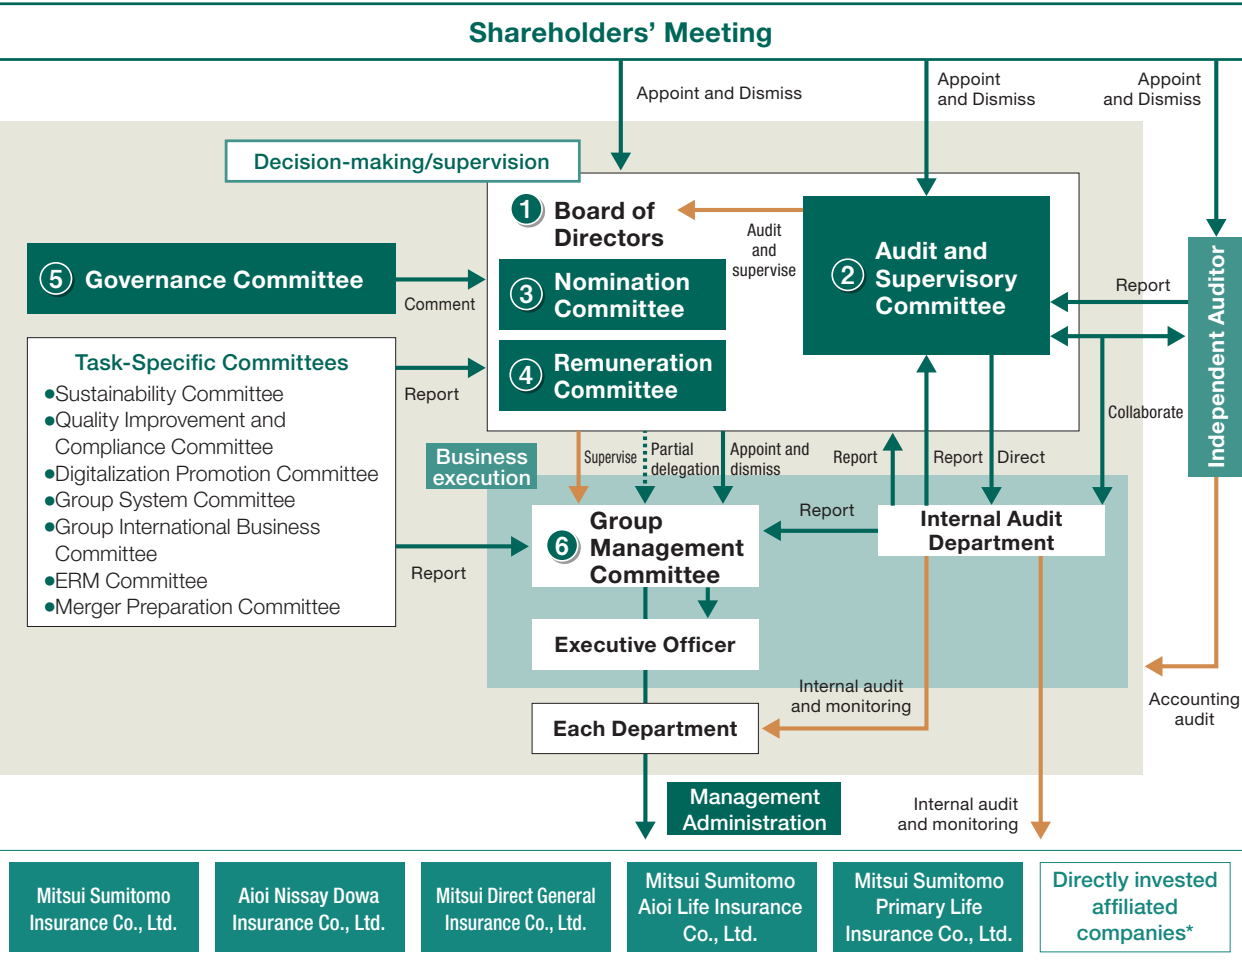 Shareholders’ Meeting
Appoint and Dismiss
Appoint
and Dismiss
Appoint
and Dismiss
Decision-making/supervision
1 Board of
Directors
Audit
and
supervise
2 Audit and
Supervisory
Committee
5 Governance Committee
Comment
3 Nomination
Committee
4 Remuneration
Committee
Report
Independent Auditor
Task-Specific Committees
●Sustainability Committee
●Quality Improvement and
Compliance Committee
●Digitalization Promotion Committee
●Group System Committee
●Group International Business
Committee
●ERM Committee
●Merger Preparation Committee
Report
Collaborate
Business
execution
Supervise
Partial
delegation
Appoint and
dismiss
Report
Report
Direct
6 Group
Management
Committee
Report
Internal Audit
Department
Report
Executive Officer
Internal audit
and monitoring
Accounting
audit
Each Department
Management
Administration
Internal audit
and monitoring
Mitsui Sumitomo
Insurance Co., Ltd.
Aioi Nissay Dowa
Insurance Co., Ltd.
Mitsui Direct General
Insurance Co., Ltd.
Mitsui Sumitomo
Aioi Life Insurance
Co., Ltd.
Mitsui Sumitomo
Primary Life
Insurance Co., Ltd.
Directly invested
affiliated
companies*